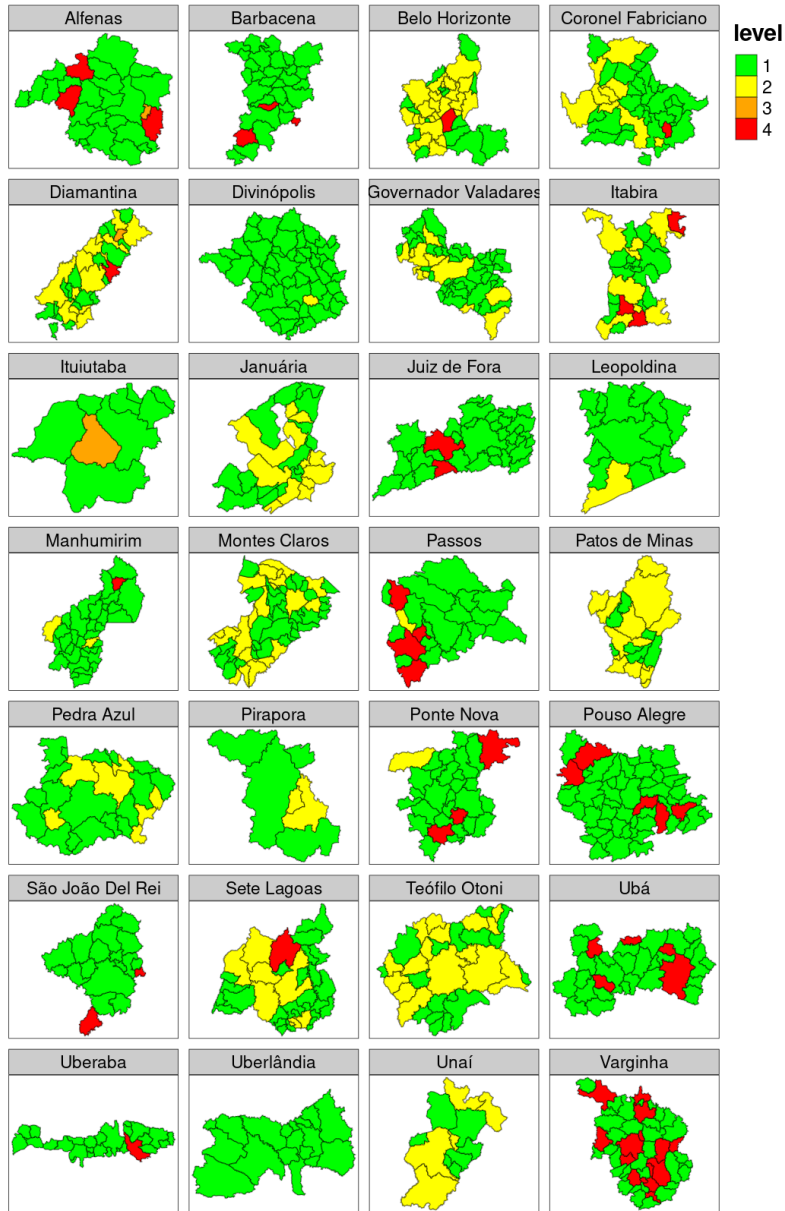 Alfenas
Barbacena
Belo Horizonte
Coronel Fabriciano
level
1
2
3
4
Diamantina
Divinópolis
Governador Valadares
Itabira
Ituiutaba
Januária
Juiz de Fora
Leopoldina
Manhumirim
Montes Claros
Passos
Patos de Minas
Pedra Azul
Pirapora
Ponte Nova
Pouso Alegre
São João Del Rei
Sete Lagoas
Teófilo Otoni
Ubá
Uberaba
Uberlândia
Unaí
Varginha